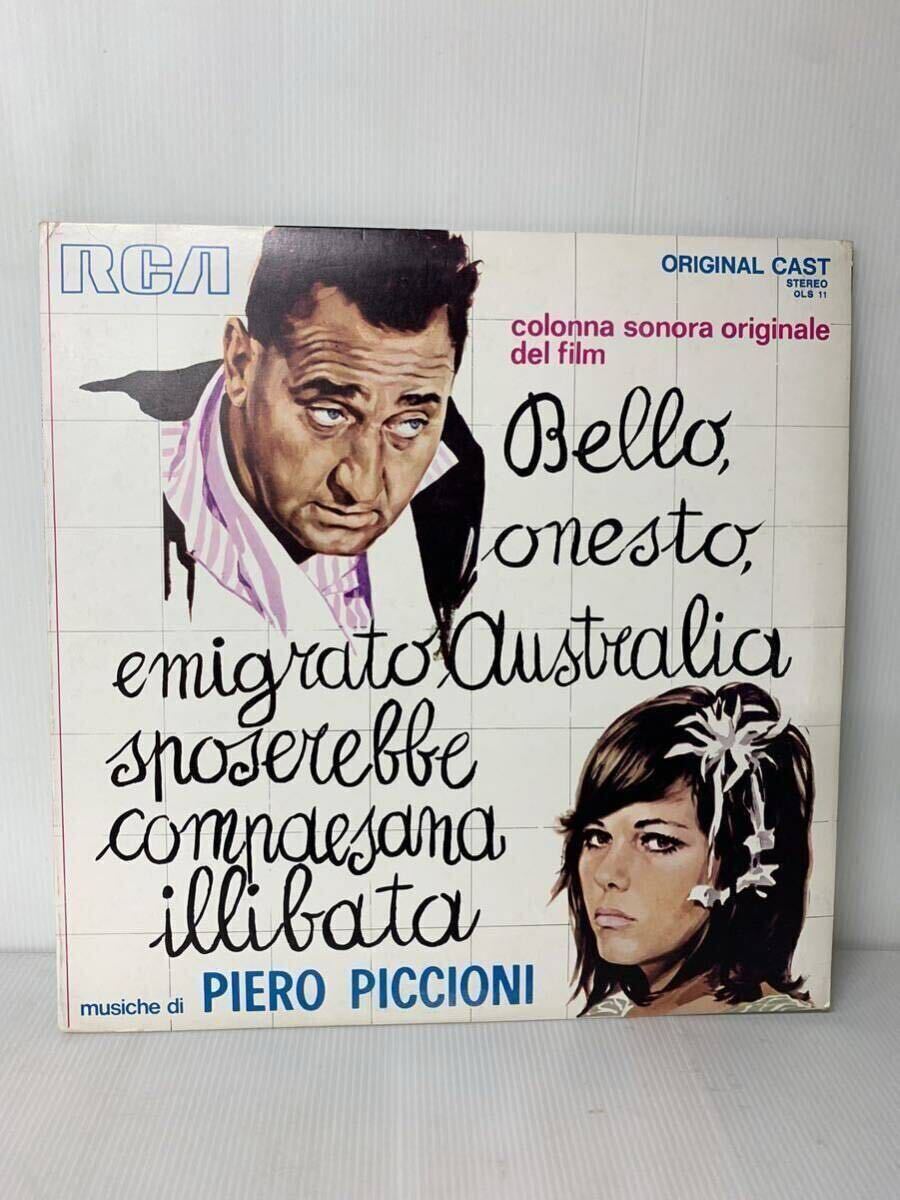 RCA
ORIGINAL CAST
STEREO
OLS 11
colonna sonora originale
del film
Bello,
onesto,
emigrato Australia
sposerebbe
compaesana
illibata
musiche di PIERO PICCIONI